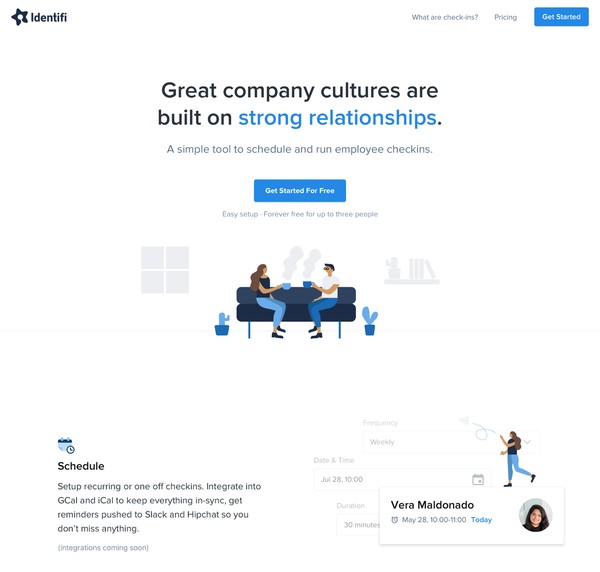 Identifi
What are check-ins?
Pricing
Get Started
Great company cultures are
built on strong relationships.
A simple tool to schedule and run employee checkins.
Get Started For Free
Easy setup · Forever free for up to three people
Schedule
Setup recurring or one off checkins. Integrate into
GCal and iCal to keep everything in-sync, get
reminders pushed to Slack and Hipchat so you
don't miss anything.
(integrations coming soon)
Frequency
Weekly
Date & Time
Jul 28, 10:00
Duration
30 minutes
Vera Maldonado
May 28, 10:00-11:00 Today